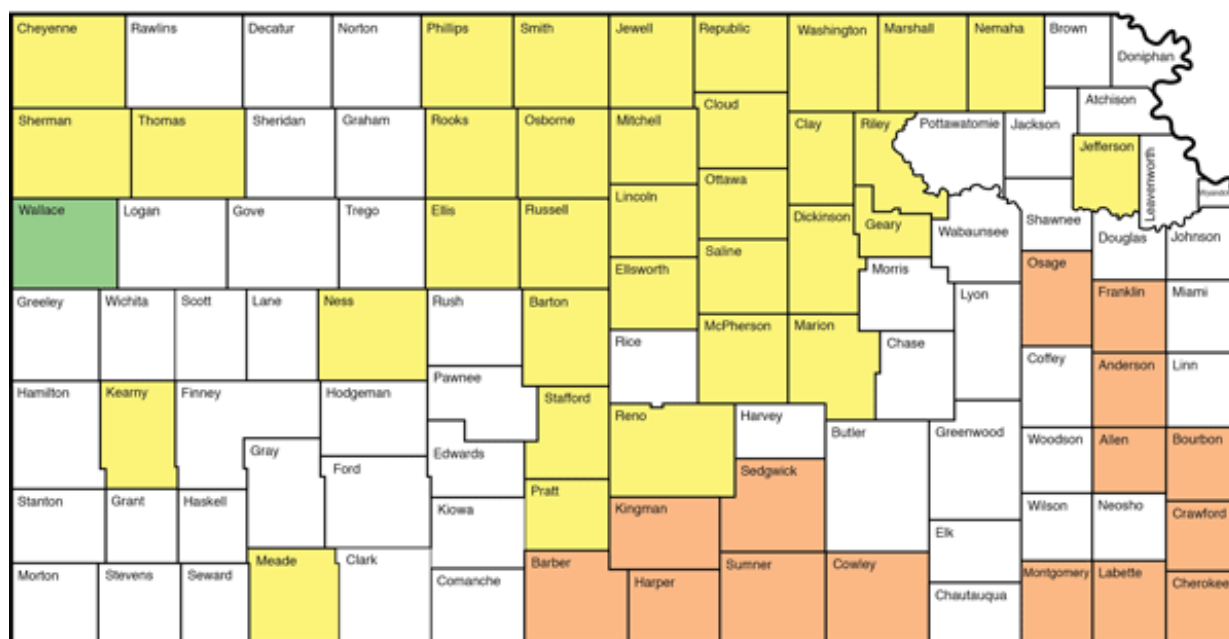 Cheyenne
Rawlins
Decatur
Norton
Phillips
Smith
Jewell
Republic
Washington
Marshall
Nemaha
Brown
Doniphan
Sherman
Thomas
Sheridan
Graham
Rooks
Osborne
Mitchell
Cloud
Clay
Riley
Pottawatomie
Jackson
Atchison
Jefferson
Leavenworth
Wallace
Logan
Gove
Trego
Ellis
Russell
Lincoln
Ottawa
Dickinson
Geary
Wabaunsee
Shawnee
Douglas
Johnson
Saline
Ellsworth
Morris
Osage
Greeley
Wichita
Scott
Lane
Ness
Rush
Barton
Rice
McPherson
Marion
Chase
Lyon
Franklin
Miami
Hamilton
Kearny
Finney
Hodgeman
Pawnee
Stafford
Reno
Harvey
Butler
Greenwood
Coffey
Anderson
Linn
Gray
Ford
Edwards
Sedgwick
Woodson
Allen
Bourbon
Stanton
Grant
Haskell
Kiowa
Pratt
Kingman
Elk
Wilson
Neosho
Crawford
Morton
Stevens
Seward
Meade
Clark
Comanche
Barber
Harper
Sumner
Cowley
Chautauqua
Montgomery
Labette
Cherokee